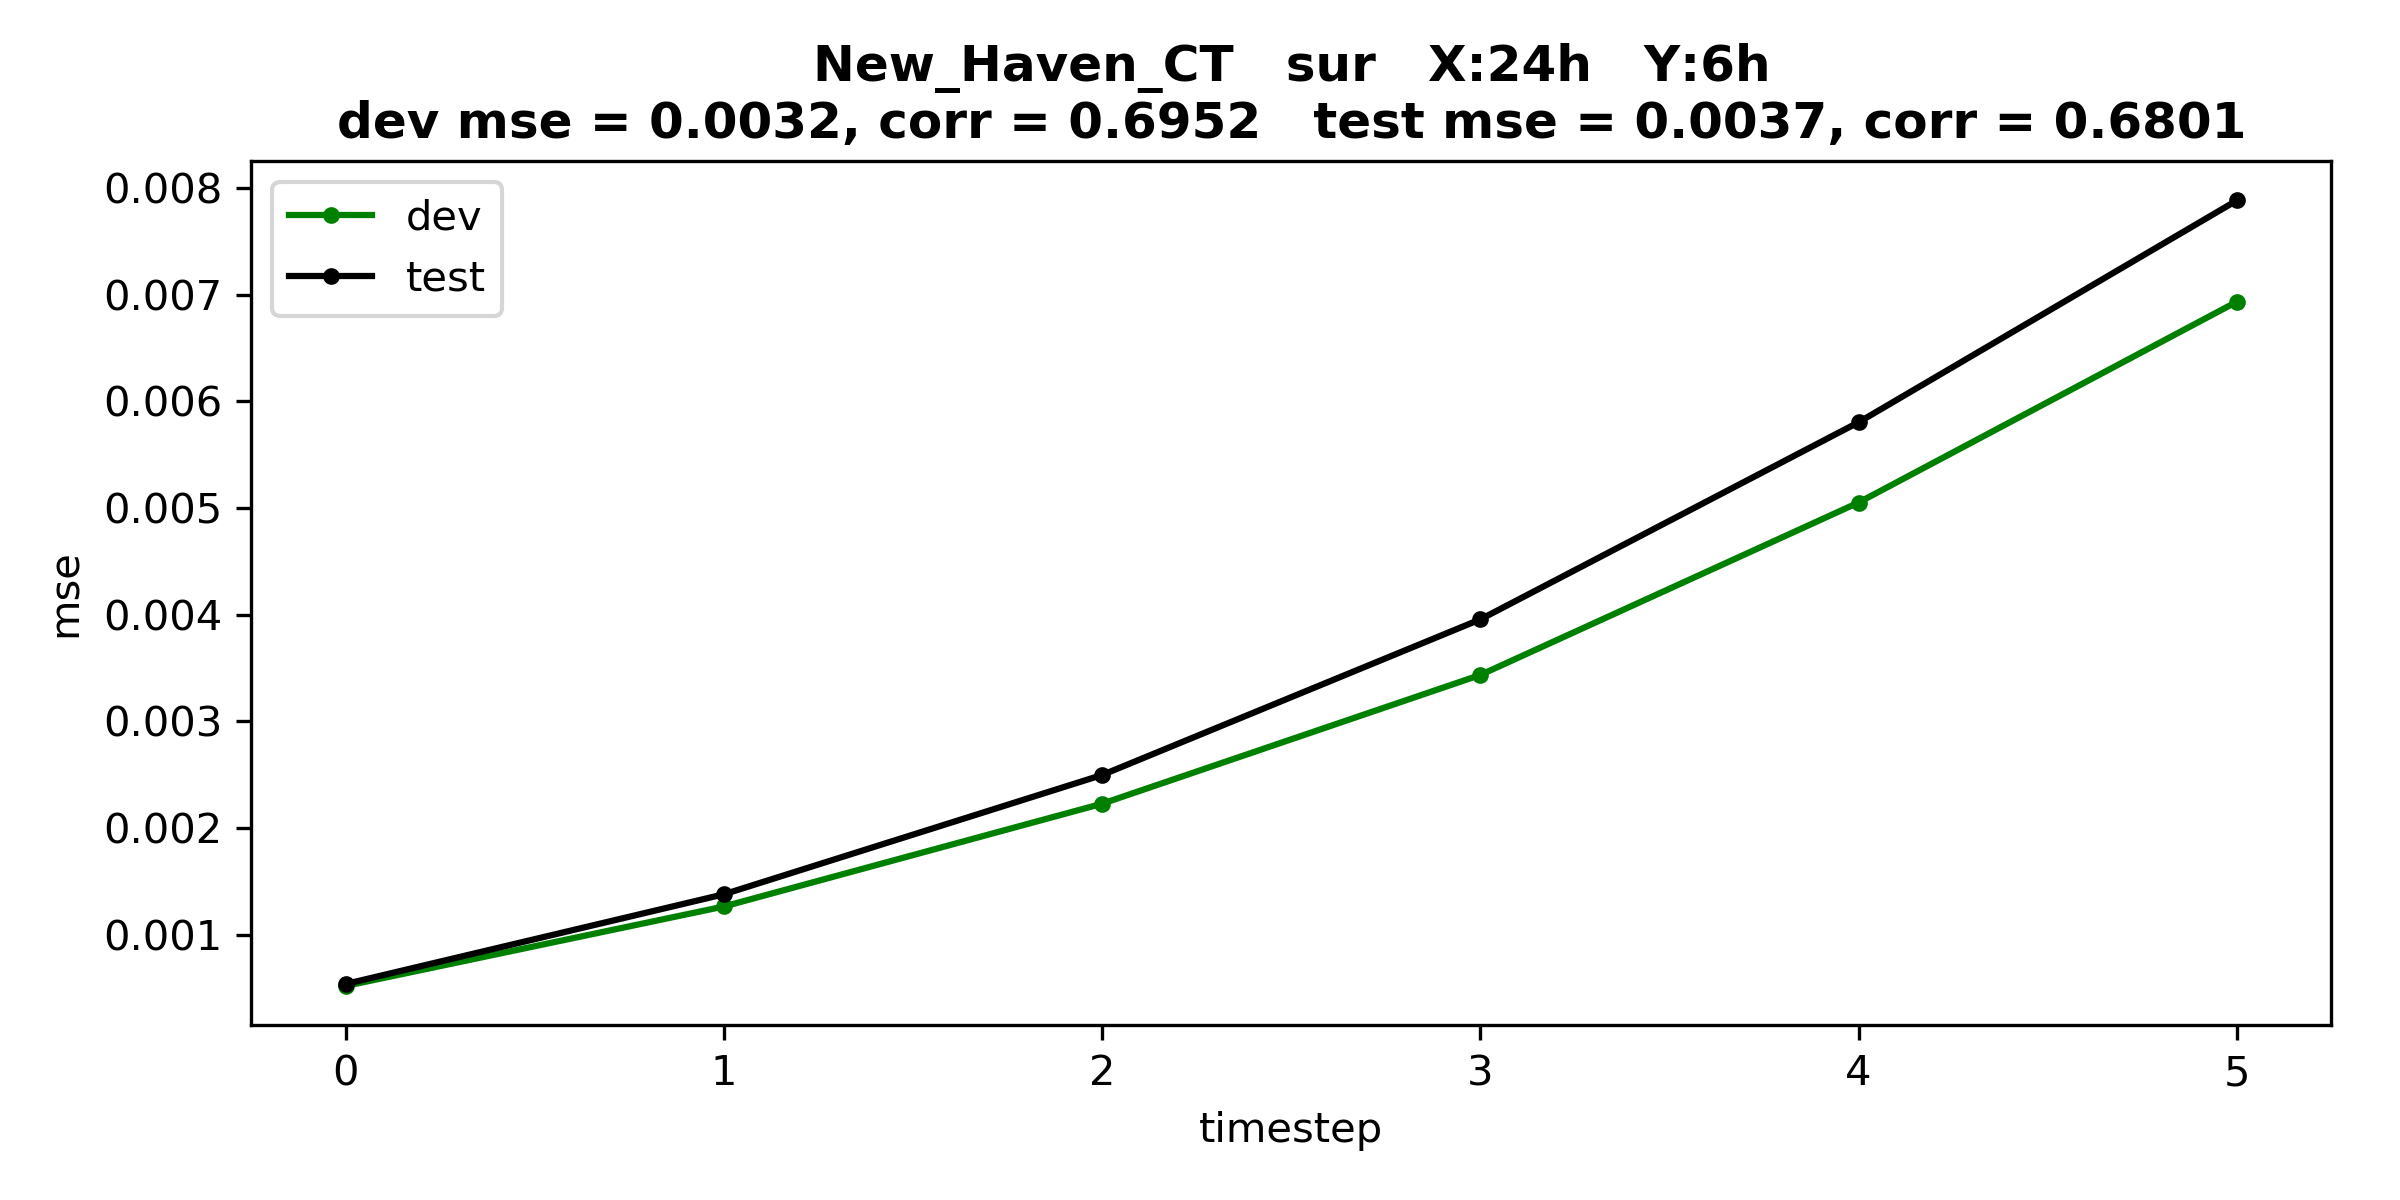 New_Haven_CT   sur   X:24h   Y:6h
dev mse = 0.0032, corr = 0.6952   test mse = 0.0037, corr = 0.6801
dev
test
0.008
0.007
0.006
0.005
0.004
0.003
0.002
0.001
mse
0 1 2 3 4 5
timestep